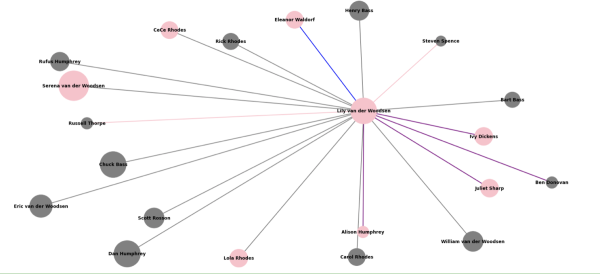 Henry Bass
Eleanor Waldorf
CeCe Rhodes
Rick Rhodes
Steven Spence
Rufus Humphrey
Serena van der Woodsen
Bart Bass
Lily van der Woodsen
Russell Thorpe
Ivy Dickens
Chuck Bass
Ben Donovan
Juliet Sharp
Eric van der Woodsen
Scott Rosson
Alison Humphrey
William van der Woodsen
Dan Humphrey
Lola Rhodes
Carol Rhodes